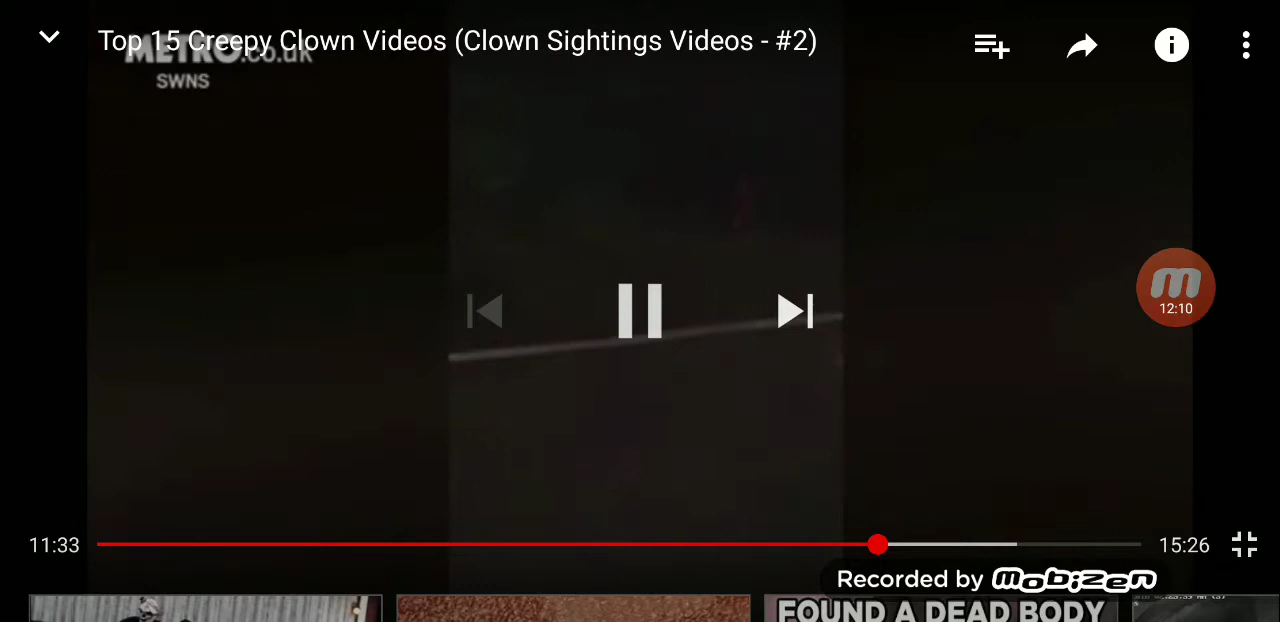 Top 15 Creepy Clown Videos (Clown Sightings Videos - #2)
METRO.co.uk
SWNS
12:10
11:33
15:26
Recorded by mobizen
FOUND A DEAD BODY